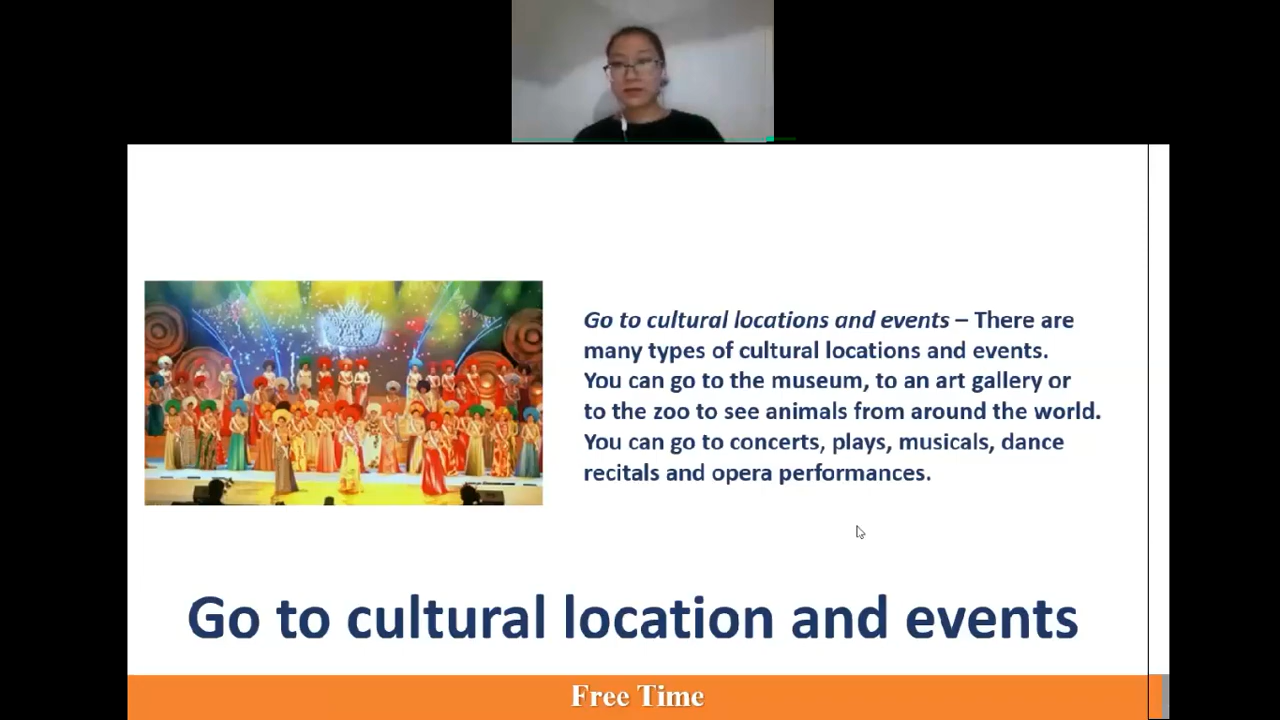 Go to cultural locations and events – There are
many types of cultural locations and events.
You can go to the museum, to an art gallery or
to the zoo to see animals from around the world.
You can go to concerts, plays, musicals, dance
recitals and opera performances.
Go to cultural location and events
Free Time